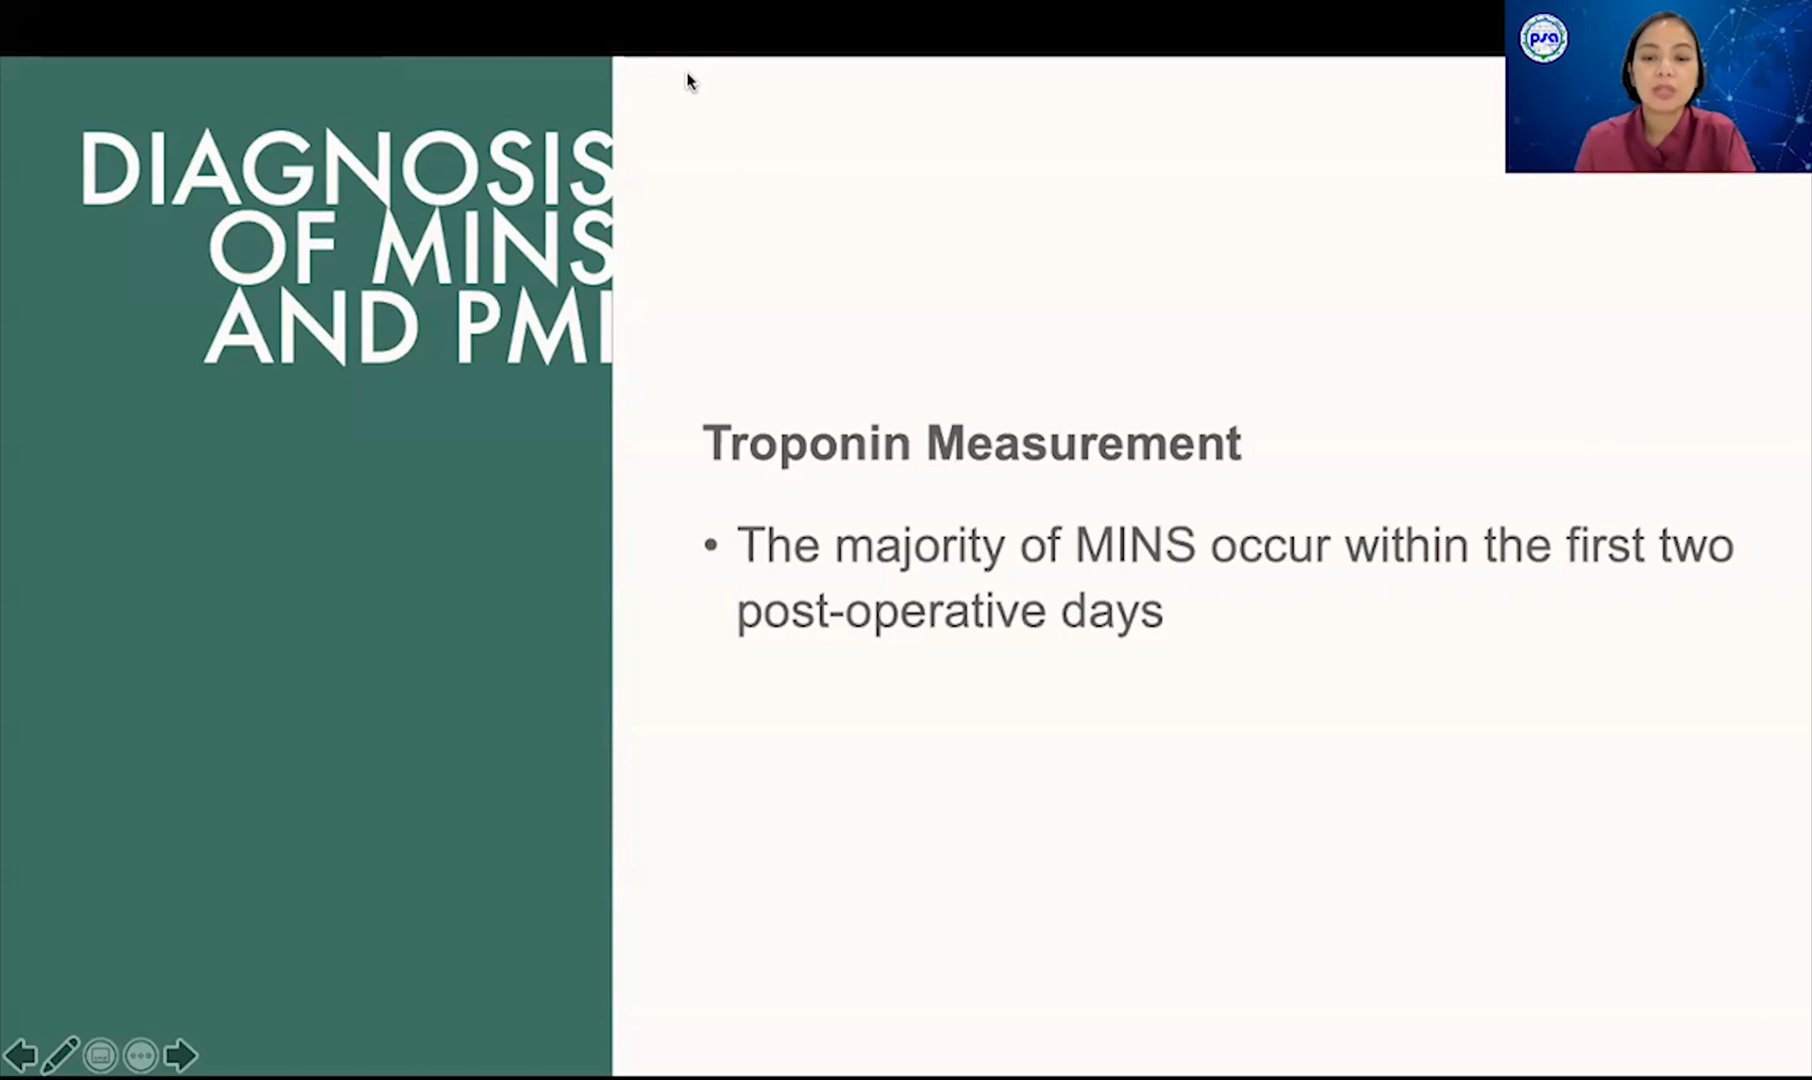 psa
DIAGNOSIS
OF MINS
AND PMI
Troponin Measurement
• The majority of MINS occur within the first two
post-operative days